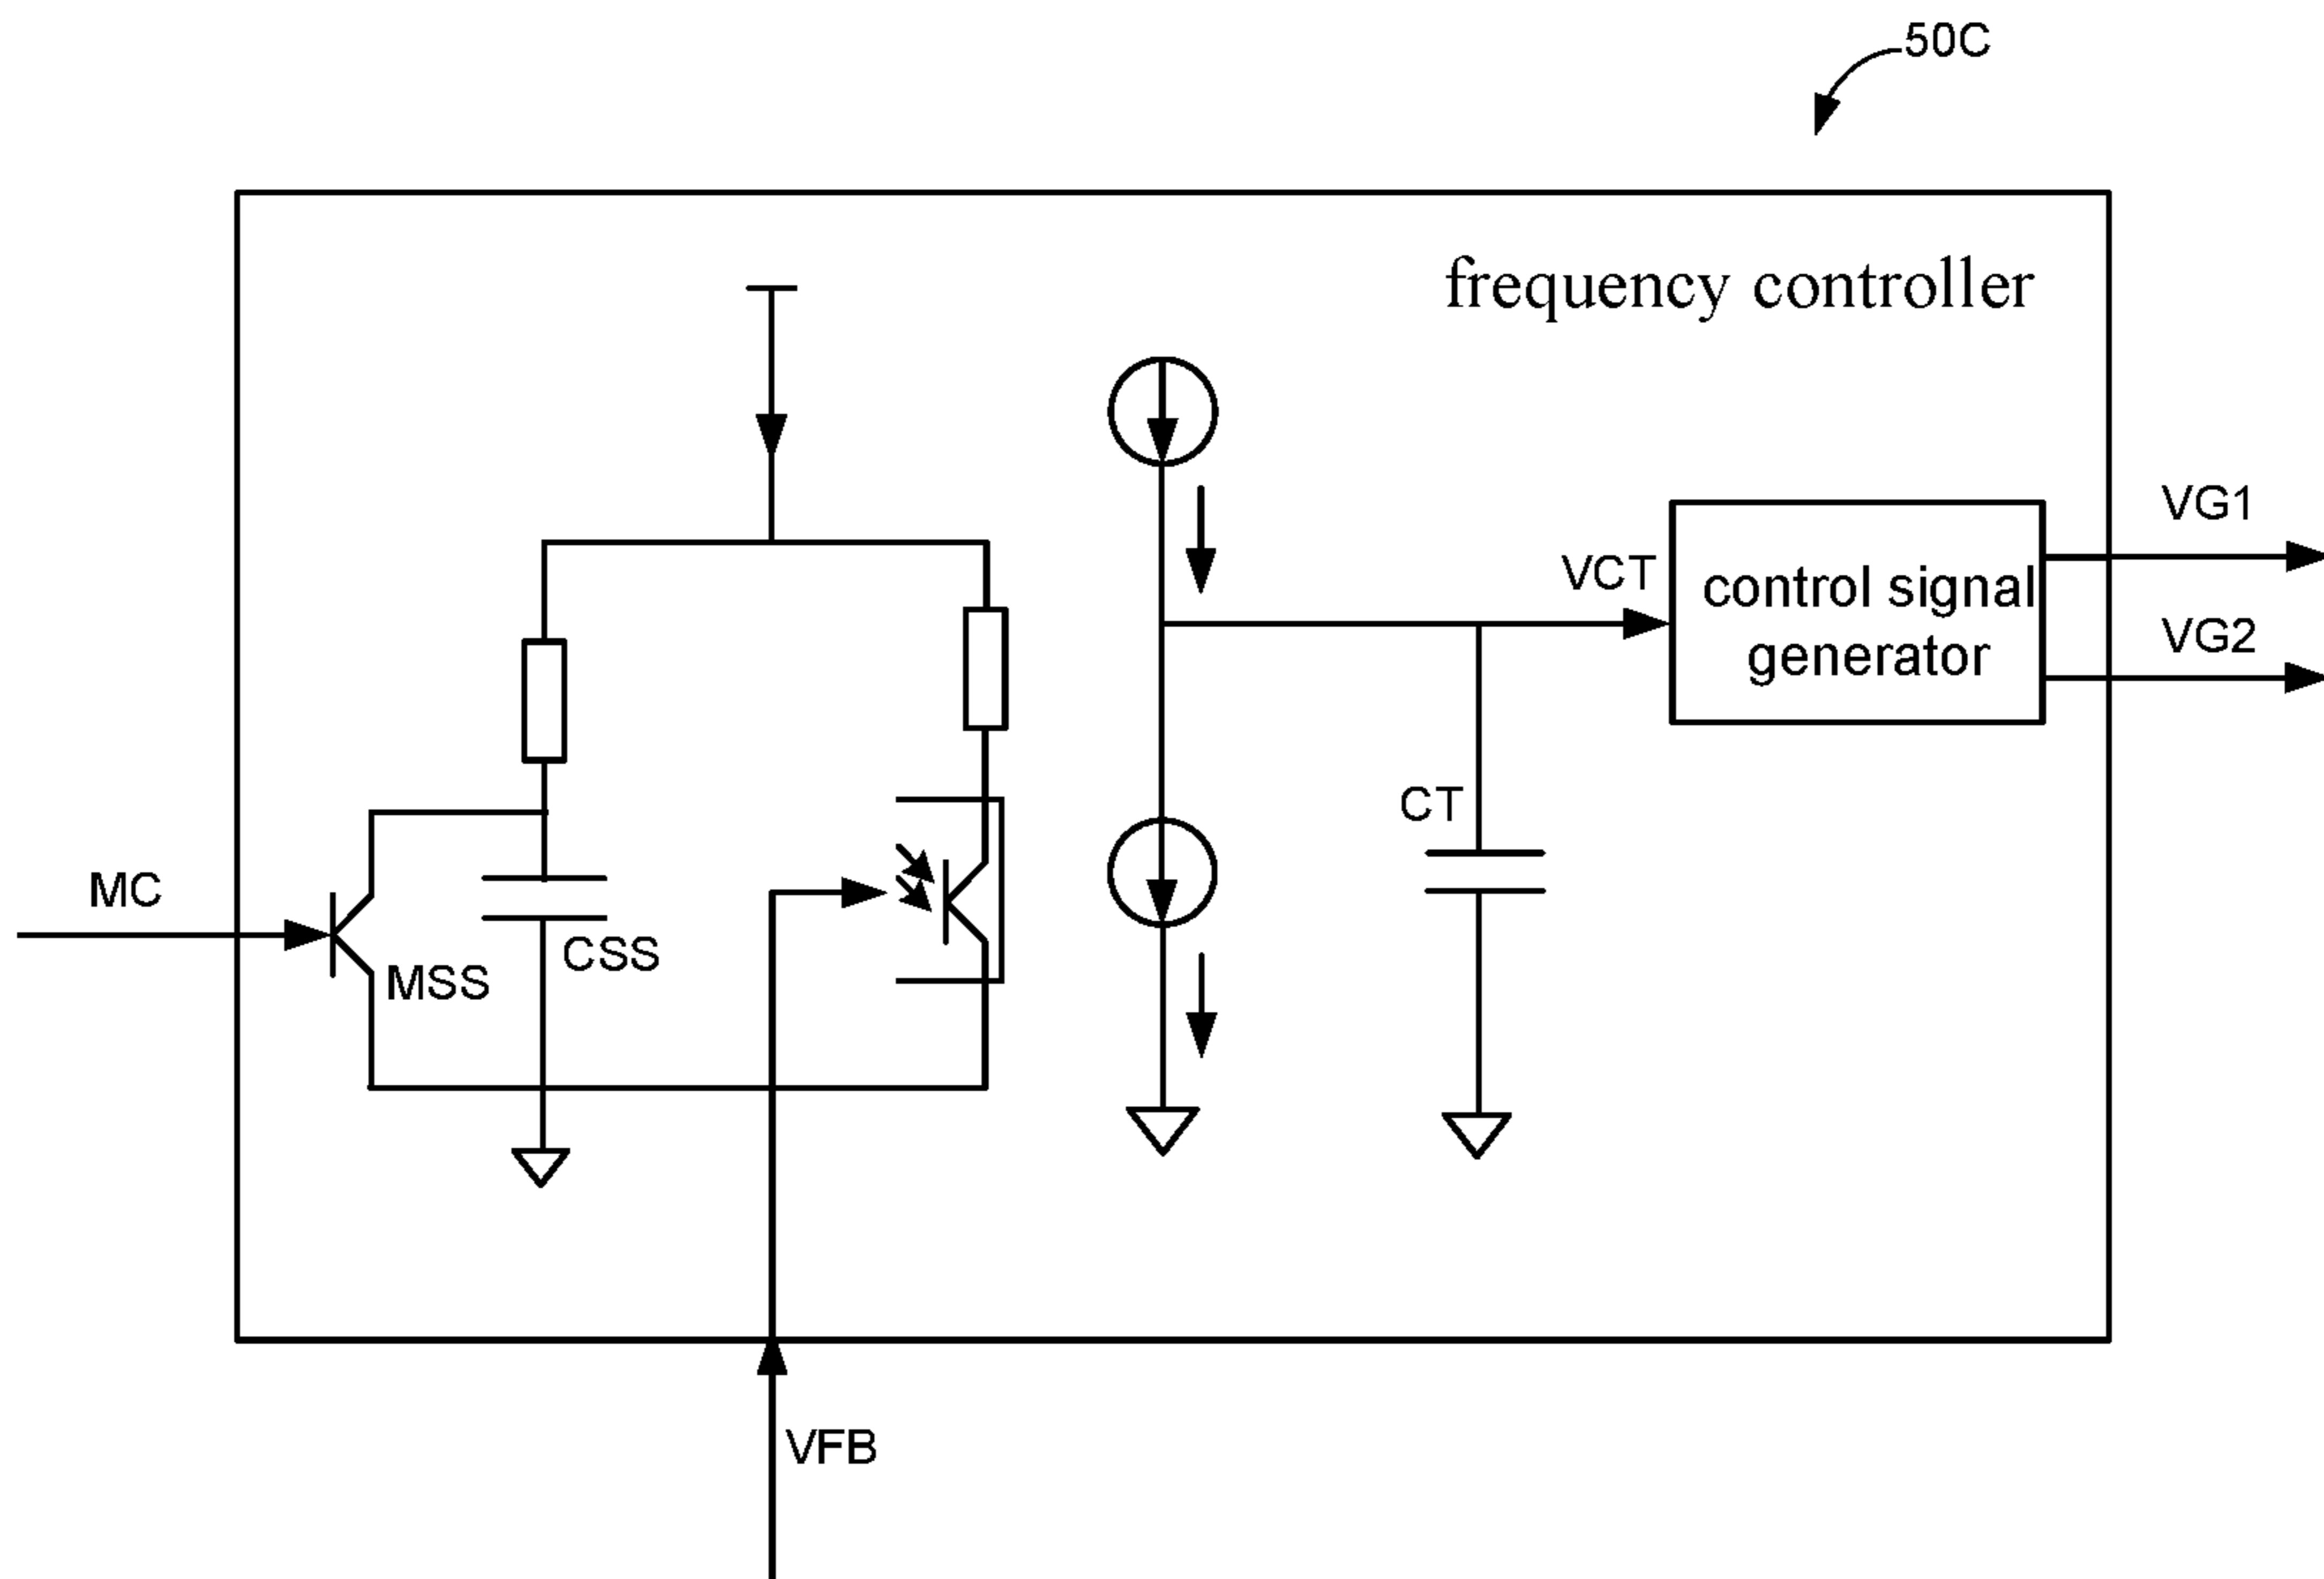 50C
frequency controller
VG1
VCT
control signal
generator
VG2
CT
MC
CSS
MSS
VFB